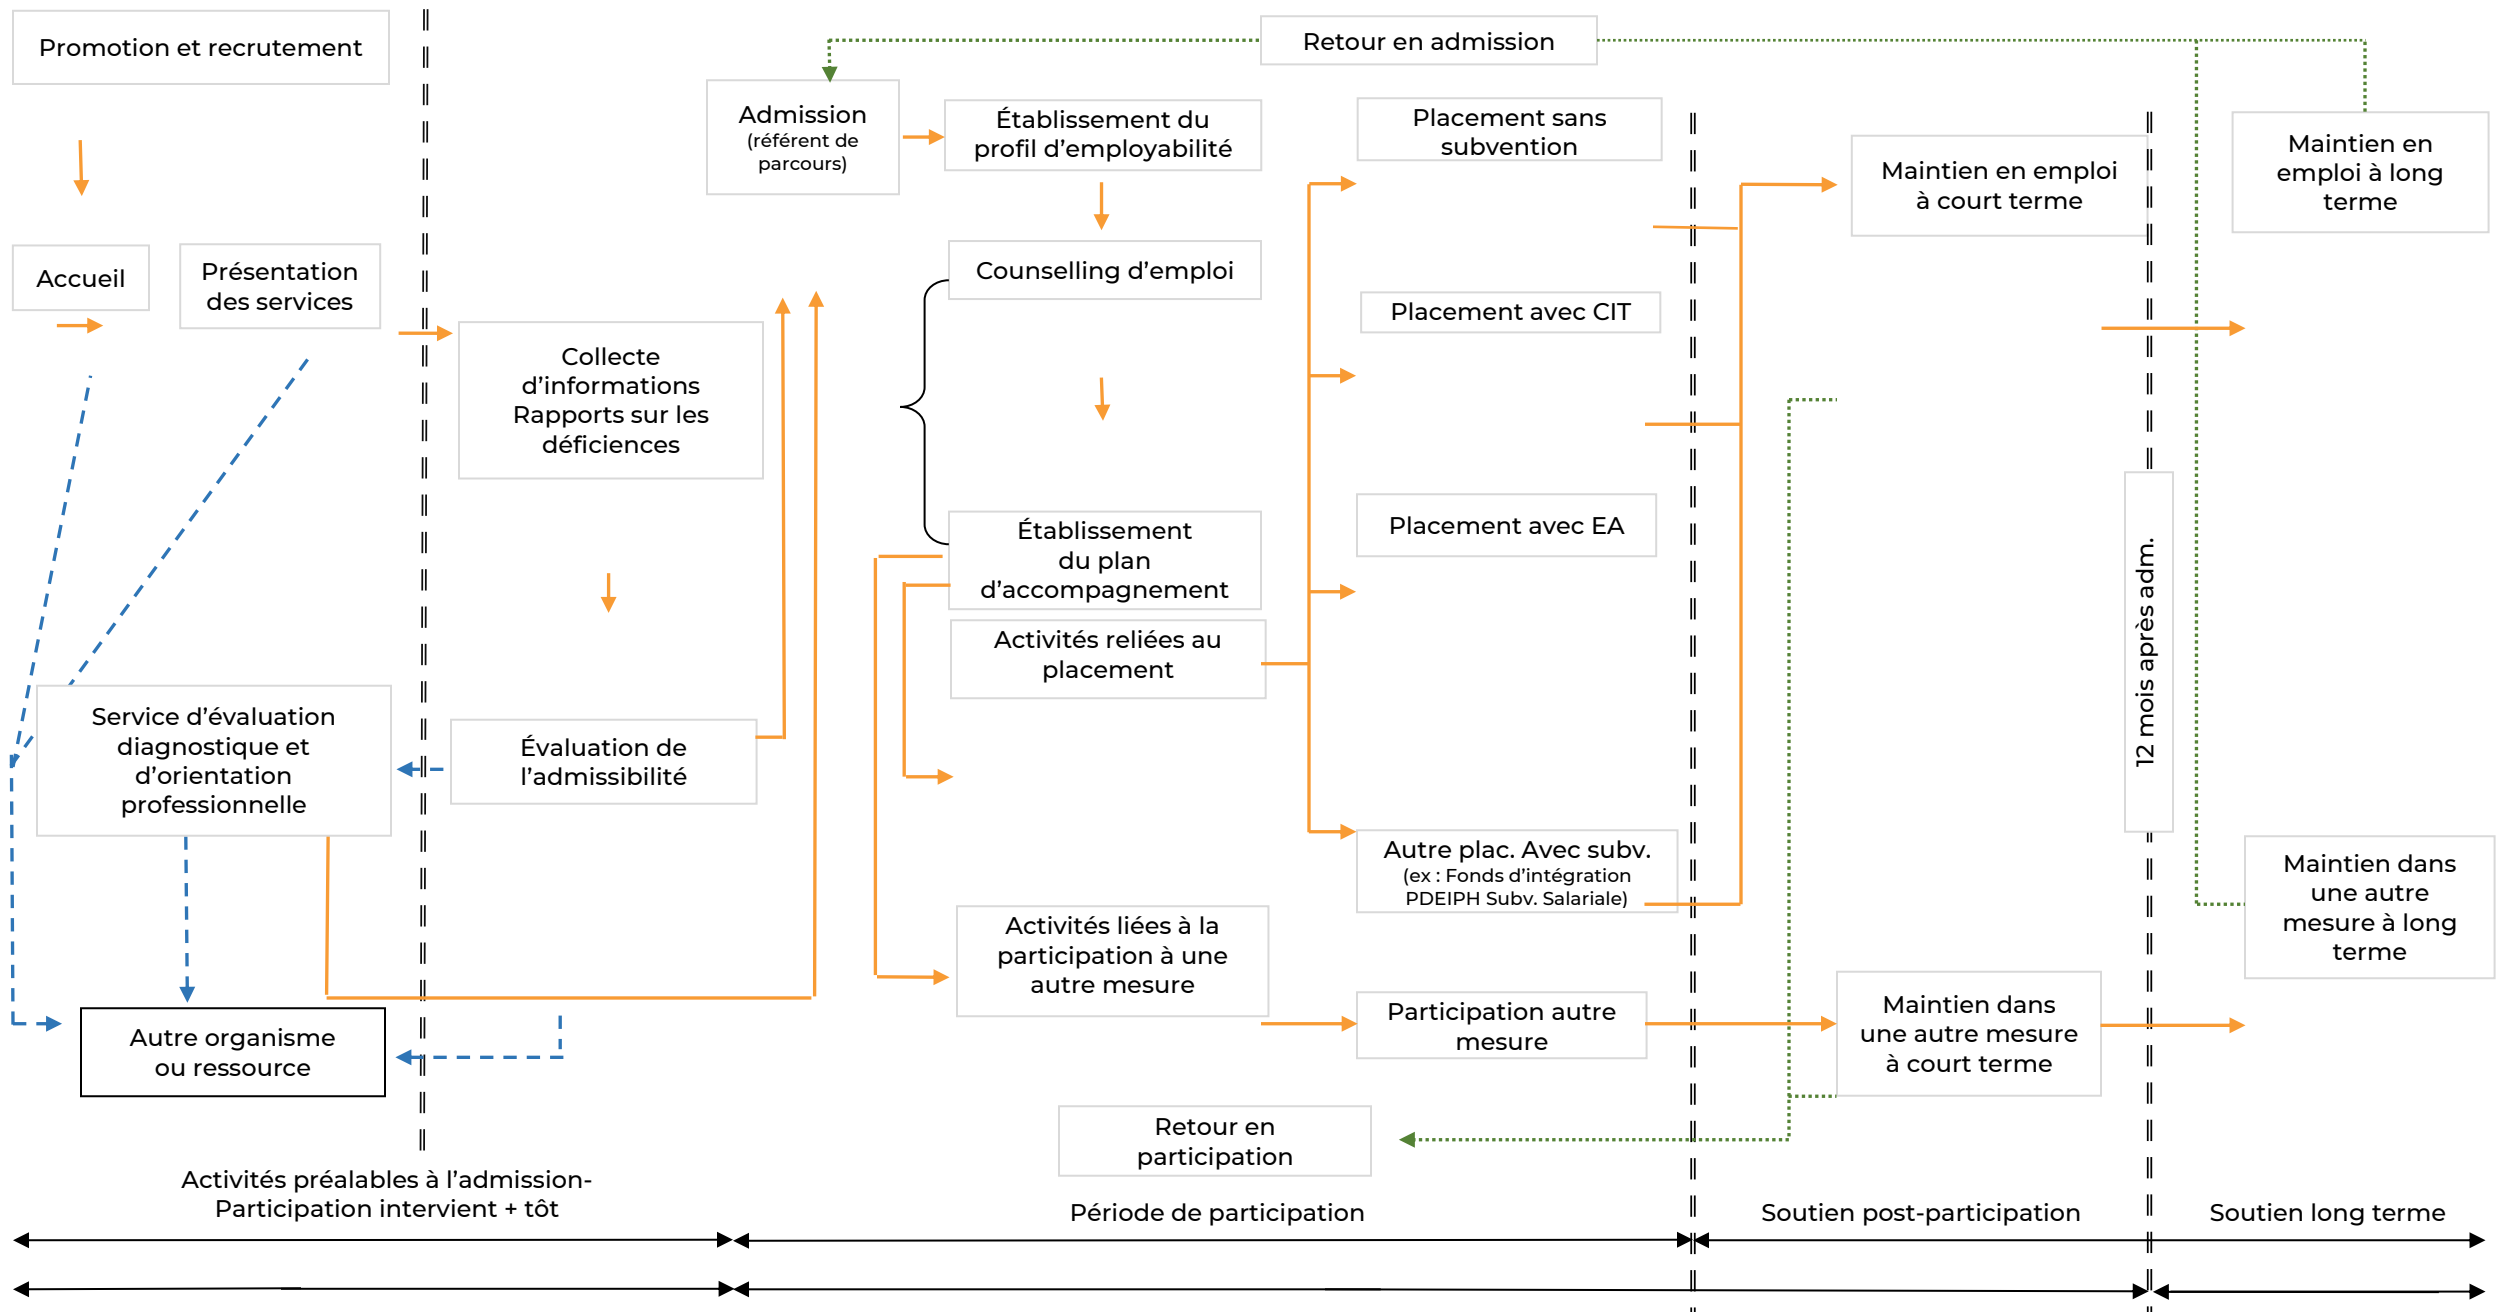 Promotion et recrutement
Retour en admission
Admission
(référent de
parcours)
Établissement du
profil d’employabilité
Placement sans
subvention
Maintien en emploi
à court terme
Maintien en
emploi à long
terme
Accueil
Présentation
des services
Counselling d’emploi
Placement avec CIT
Collecte
d’informations
Rapports sur les
déficiences
Placement avec EA
Établissement
du plan
d’accompagnement
12 mois après adm.
Activités reliées au
placement
Service d’évaluation
diagnostique et
d’orientation
professionnelle
Évaluation de
l’admissibilité
Autre plac. Avec subv.
(ex : Fonds d’intégration
PDEIPH Subv. Salariale)
Maintien dans
une autre
mesure à long
terme
Activités liées à la
participation à une
autre mesure
Participation autre
mesure
Maintien dans
une autre mesure
à court terme
Autre organisme
ou ressource
Retour en
participation
Activités préalables à l’admission-
Participation intervient + tôt
Période de participation
Soutien post-participation
Soutien long terme